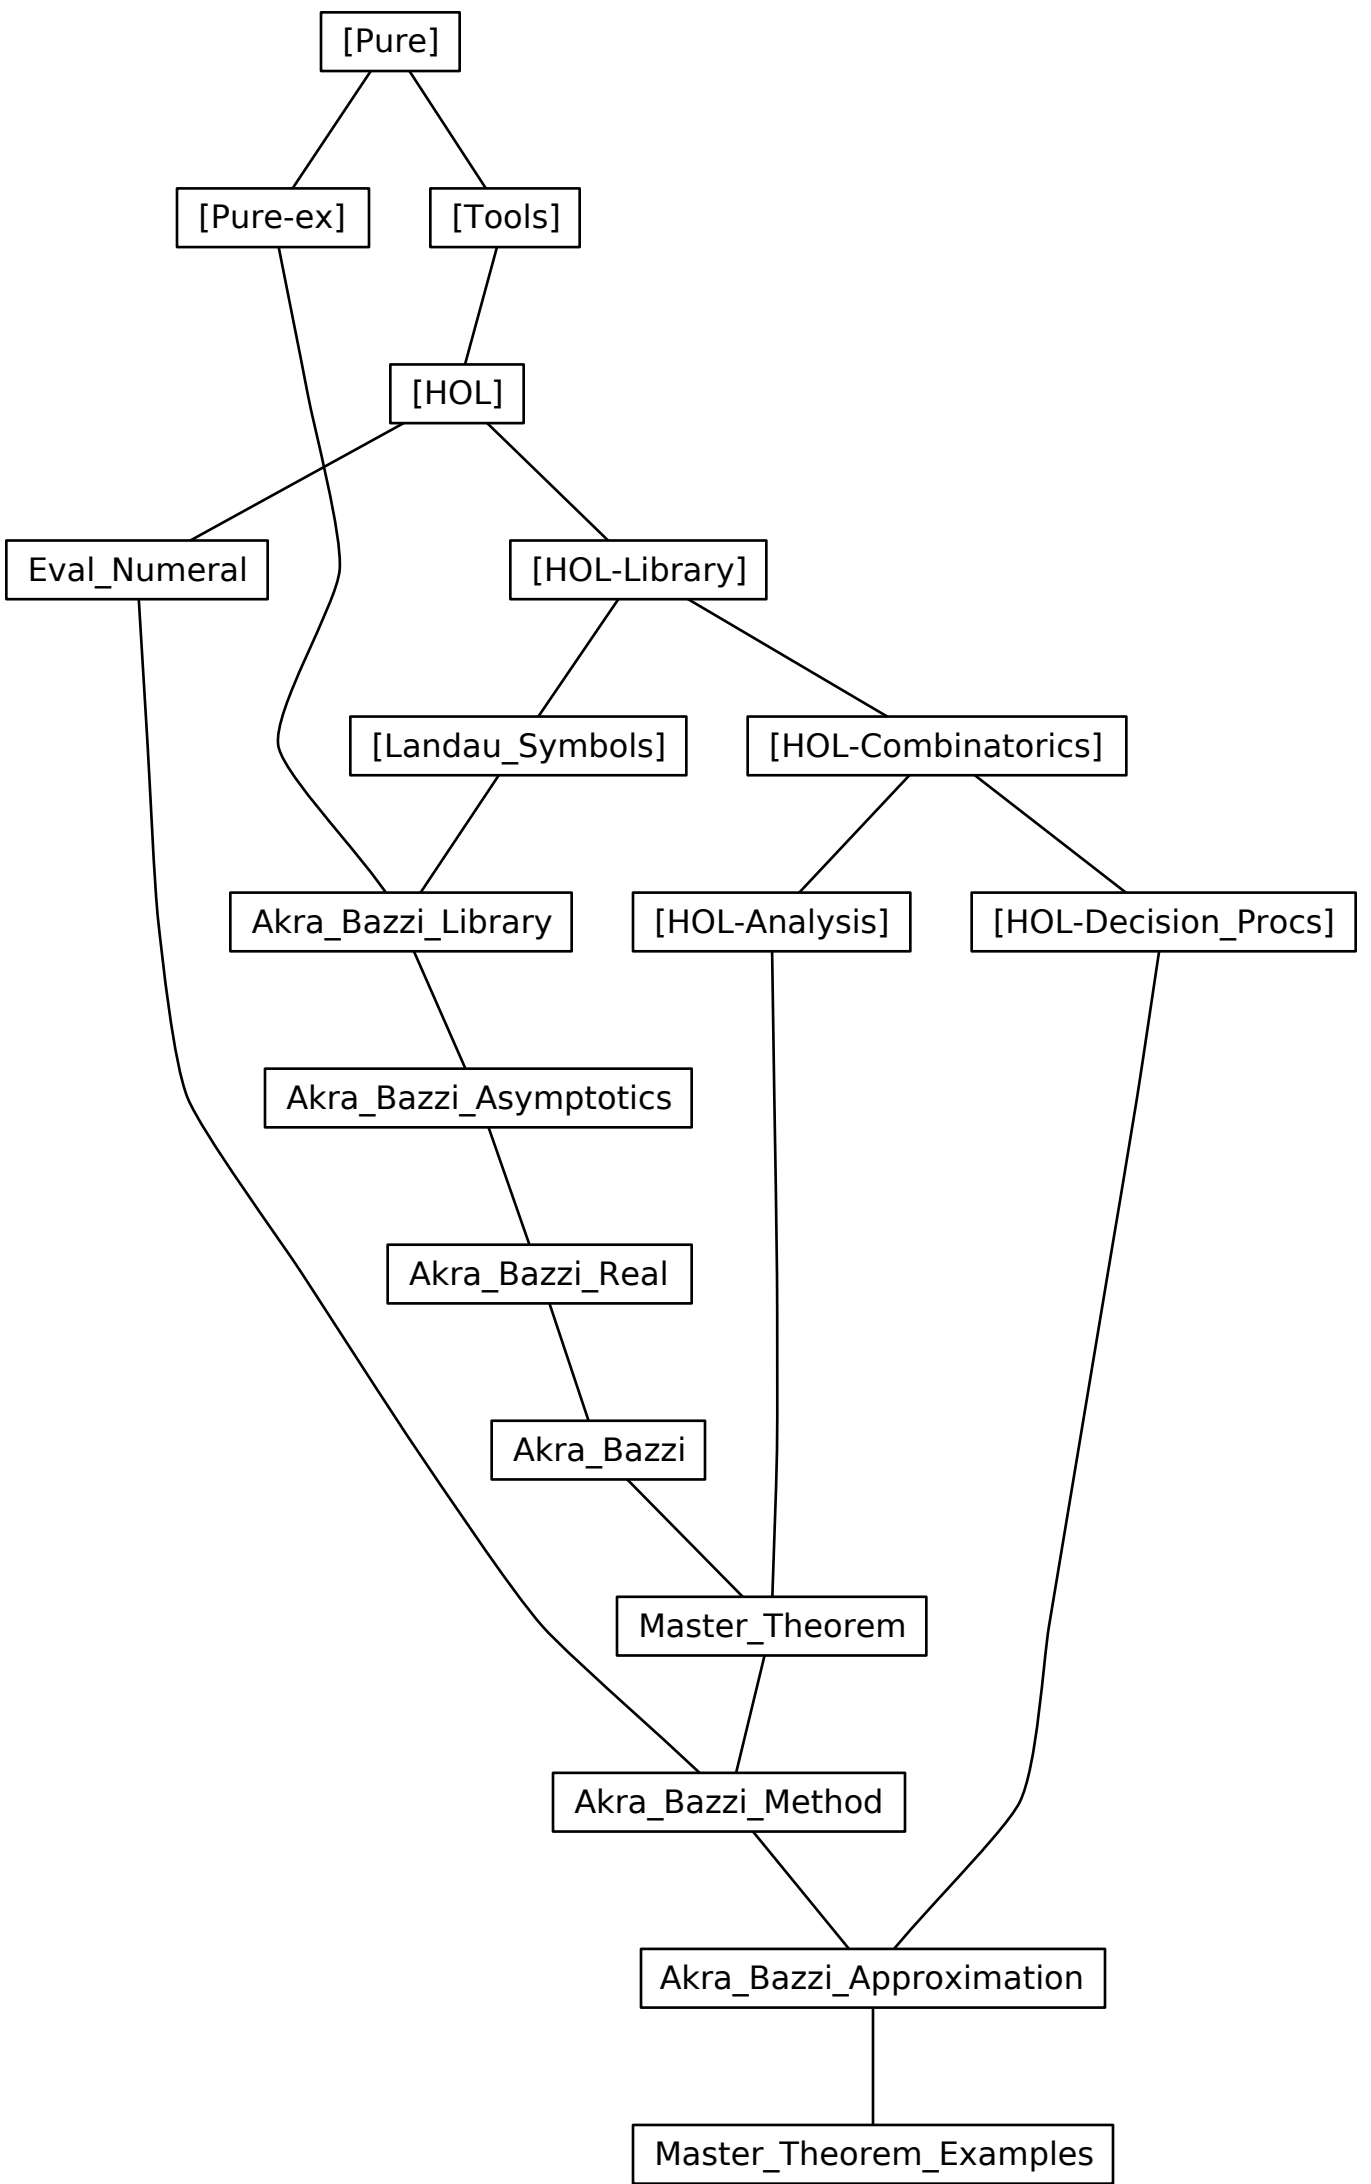 [Pure]
[Pure-ex]
[Tools]
[HOL]
Eval_Numeral
[HOL-Library]
[Landau_Symbols]
[HOL-Combinatorics]
Akra_Bazzi_Library
[HOL-Analysis]
[HOL-Decision_Procs]
Akra_Bazzi_Asymptotics
Akra_Bazzi_Real
Akra_Bazzi
Master_Theorem
Akra_Bazzi_Method
Akra_Bazzi_Approximation
Master_Theorem_Examples